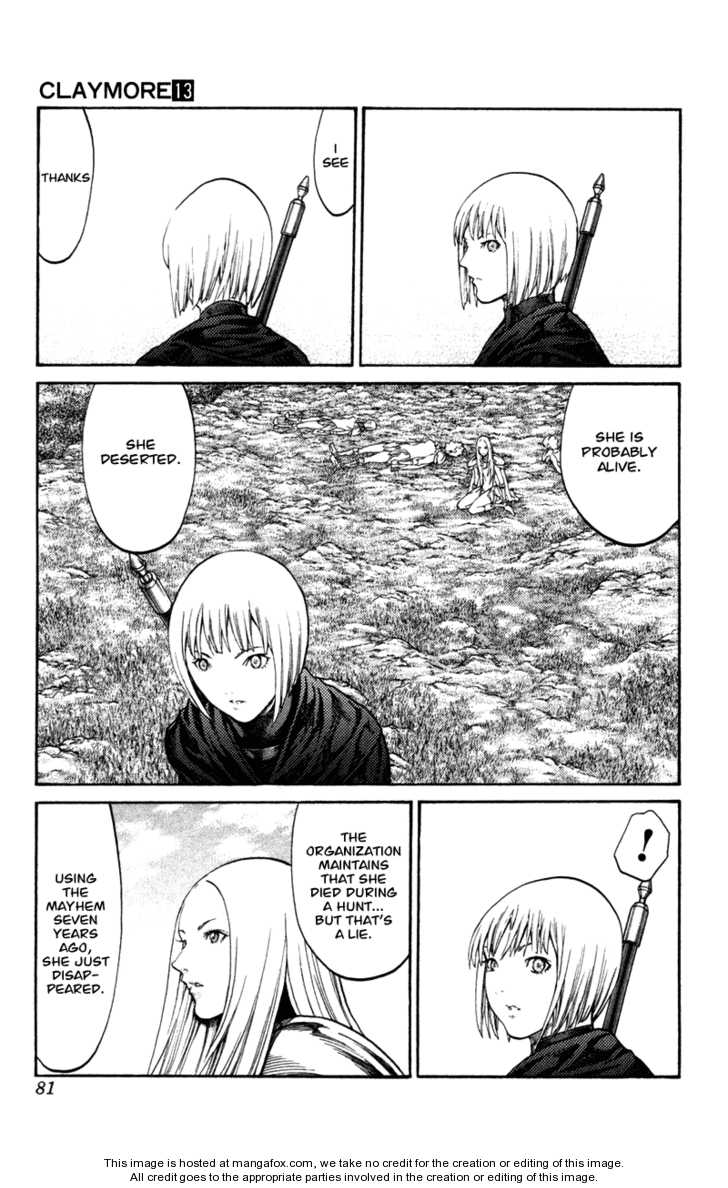 CLAYMORE 13
I
SEE
THANKS
SHE IS
PROBABLY
ALIVE.
SHE
DESERTED.
!
THE
ORGANIZATION
MAINTAINS
THAT SHE
DIED DURING
A HUNT...
BUT THAT'S
A LIE.
USING
THE
MAYHEM
SEVEN
YEARS
AGO,
SHE JUST
DISAP-
PEARED.
81
This image is hosted at mangafox.com, we take no credit for the creation or editing of this image.
All credit goes to the appropriate parties involved in the creation or editing of this image.